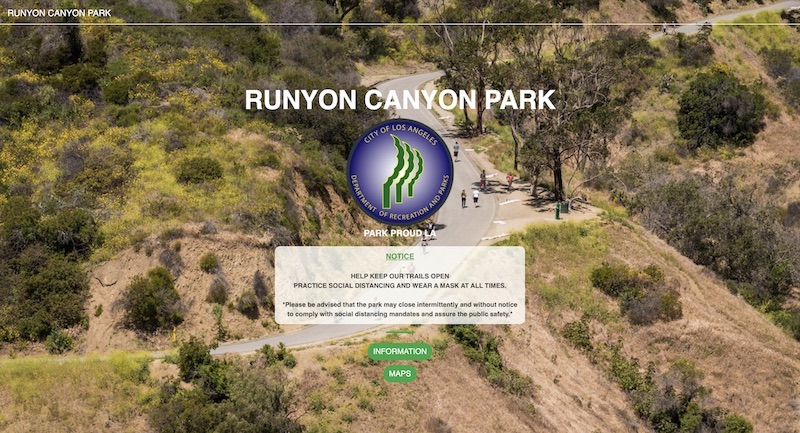 RUNYON CANYON PARK
RUNYON CANYON PARK
CITY OF LOS ANGELES
DEPARTMENT OF RECREATION AND PARKS
PARK PROUD LA
NOTICE
HELP KEEP OUR TRAILS OPEN
PRACTICE SOCIAL DISTANCING AND WEAR A MASK AT ALL TIMES.
*Please be advised that the park may close intermittently and without notice
to comply with social distancing mandates and assure the public safety.*
INFORMATION
MAPS